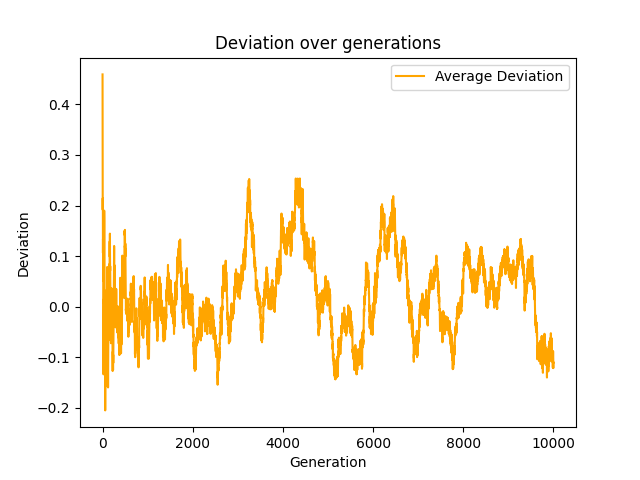 Deviation over generations
Average Deviation
Deviation
0.4
0.3
0.2
0.1
0.0
−0.1
−0.2
0 2000 4000 6000 8000 10000
Generation